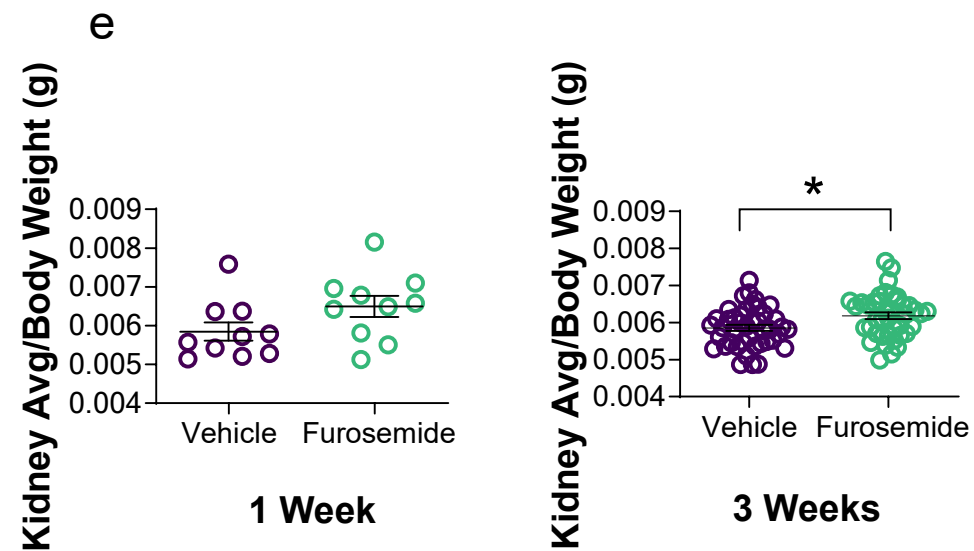 e
Kidney Avg/Body Weight (g)
0.009
0.008
0.007
0.006
0.005
0.004
Vehicle
Furosemide
1 Week
Kidney Avg/Body Weight (g)
0.009
0.008
0.007
0.006
0.005
0.004
*
Vehicle
Furosemide
3 Weeks